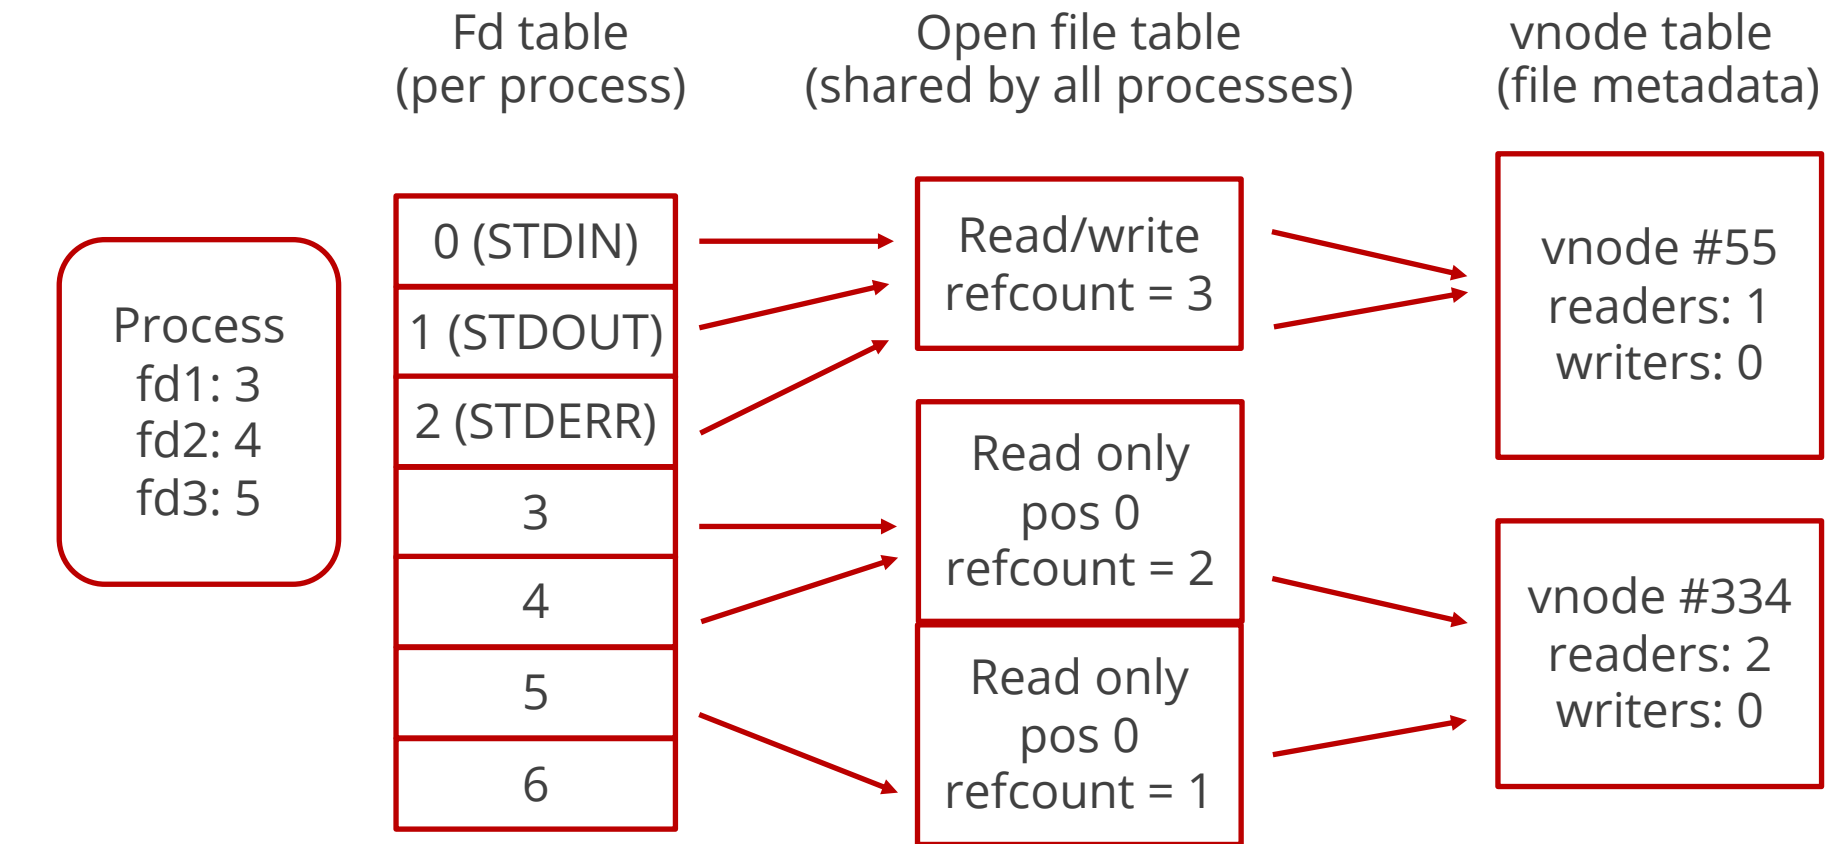 Fd table
(per process)
Open file table
(shared by all processes)
vnode table
(file metadata)
Process
fd1: 3
fd2: 4
fd3: 5
0 (STDIN)
1 (STDOUT)
2 (STDERR)
3
4
5
6
Read/write
refcount = 3
Read only
pos 0
refcount = 2
Read only
pos 0
refcount = 1
vnode #55
readers: 1
writers: 0
vnode #334
readers: 2
writers: 0